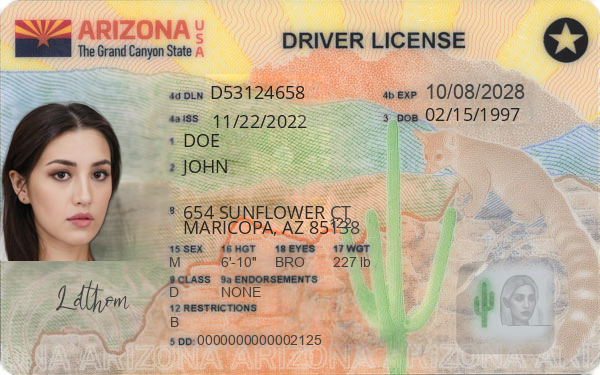 ARIZONA USA
The Grand Canyon State
DRIVER LICENSE
4d DLN D53124658
4b EXP 10/08/2028
4a ISS 11/22/2022
3 DOB 02/15/1997
1 DOE
2 JOHN
8 654 SUNFLOWER CT
MARICOPA, AZ 85138
15 SEX 16 HGT 18 EYES 17 WGT
M 6'-10" BRO 227 lb
9 CLASS 9a ENDORSEMENTS
D NONE
12 RESTRICTIONS
B
5 DD: 0000000000002125
ARIZONA ARIZONA ARIZONA ARIZONA